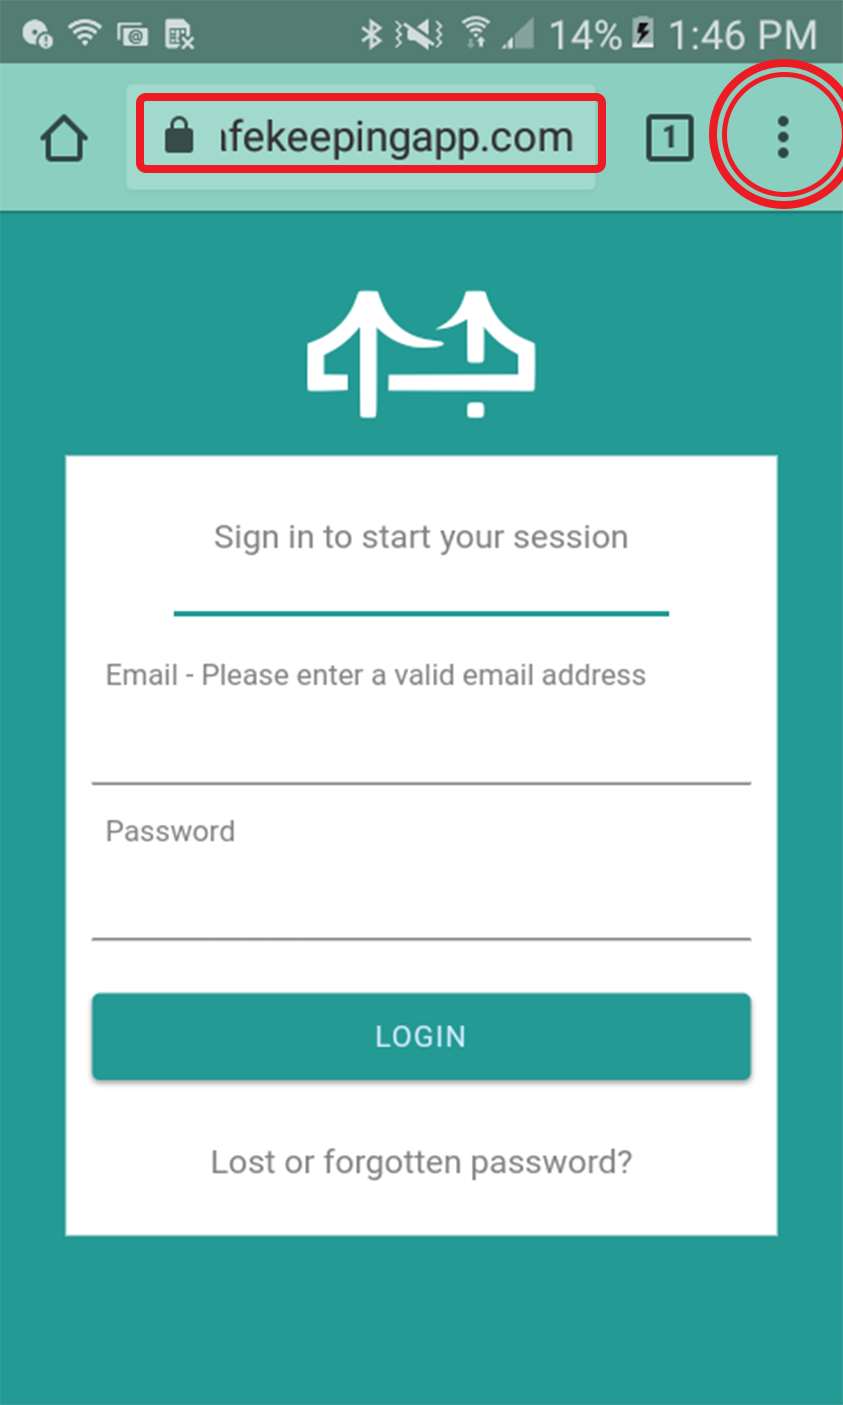 14% 1:46 PM
afekeepingapp.com 1
Sign in to start your session
Email - Please enter a valid email address
Password
LOGIN
Lost or forgotten password?